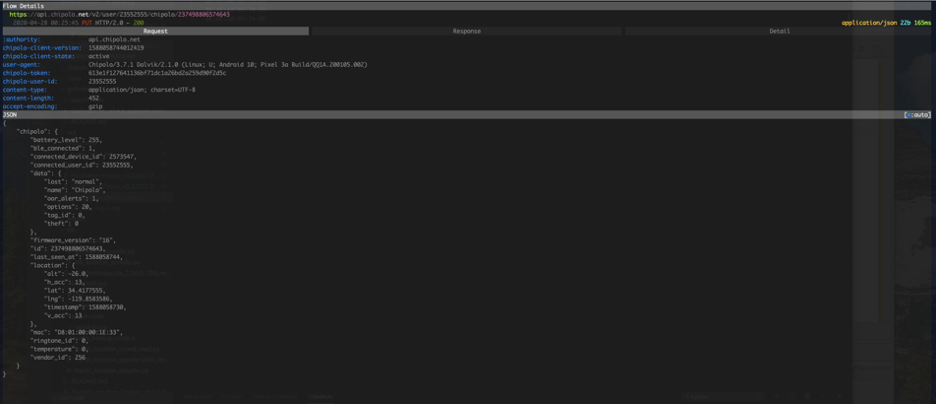 Flow Details
https://api.chipolo.net/v2/user/23552555/chipolo/237498806574643
2020-04-28 00:25:45 PUT HTTP/2.0 ← 200 application/json 22b 165ms
Request Response Detail
:authority: api.chipolo.net
chipolo-client-version: 1588058744012419
chipolo-client-state: active
user-agent: Chipolo/3.7.1 Dalvik/2.1.0 (Linux; U; Android 10; Pixel 3a Build/QQ1A.200105.002)
chipolo-token: 613e1f127641136bf71dc1a26bd2a259d90f2d5c
chipolo-user-id: 23552555
content-type: application/json; charset=UTF-8
content-length: 452
accept-encoding: gzip
JSON [m:auto]
{
"chipolo": {
"battery_level": 255,
"ble_connected": 1,
"connected_device_id": 2573547,
"connected_user_id": 23552555,
"data": {
"lost": "normal",
"name": "Chipolo",
"oor_alerts": 1,
"options": 20,
"tag_id": 0,
"theft": 0
},
"firmware_version": "16",
"id": 237498806574643,
"last_seen_at": 1588058744,
"location": {
"alt": -26.0,
"h_acc": 13,
"lat": 34.4177555,
"lng": -119.8583586,
"timestamp": 1588058730,
"v_acc": 13
},
"mac": "D8:01:00:00:1E:33",
"ringtone_id": 0,
"temperature": 0,
"vendor_id": 256
}
}